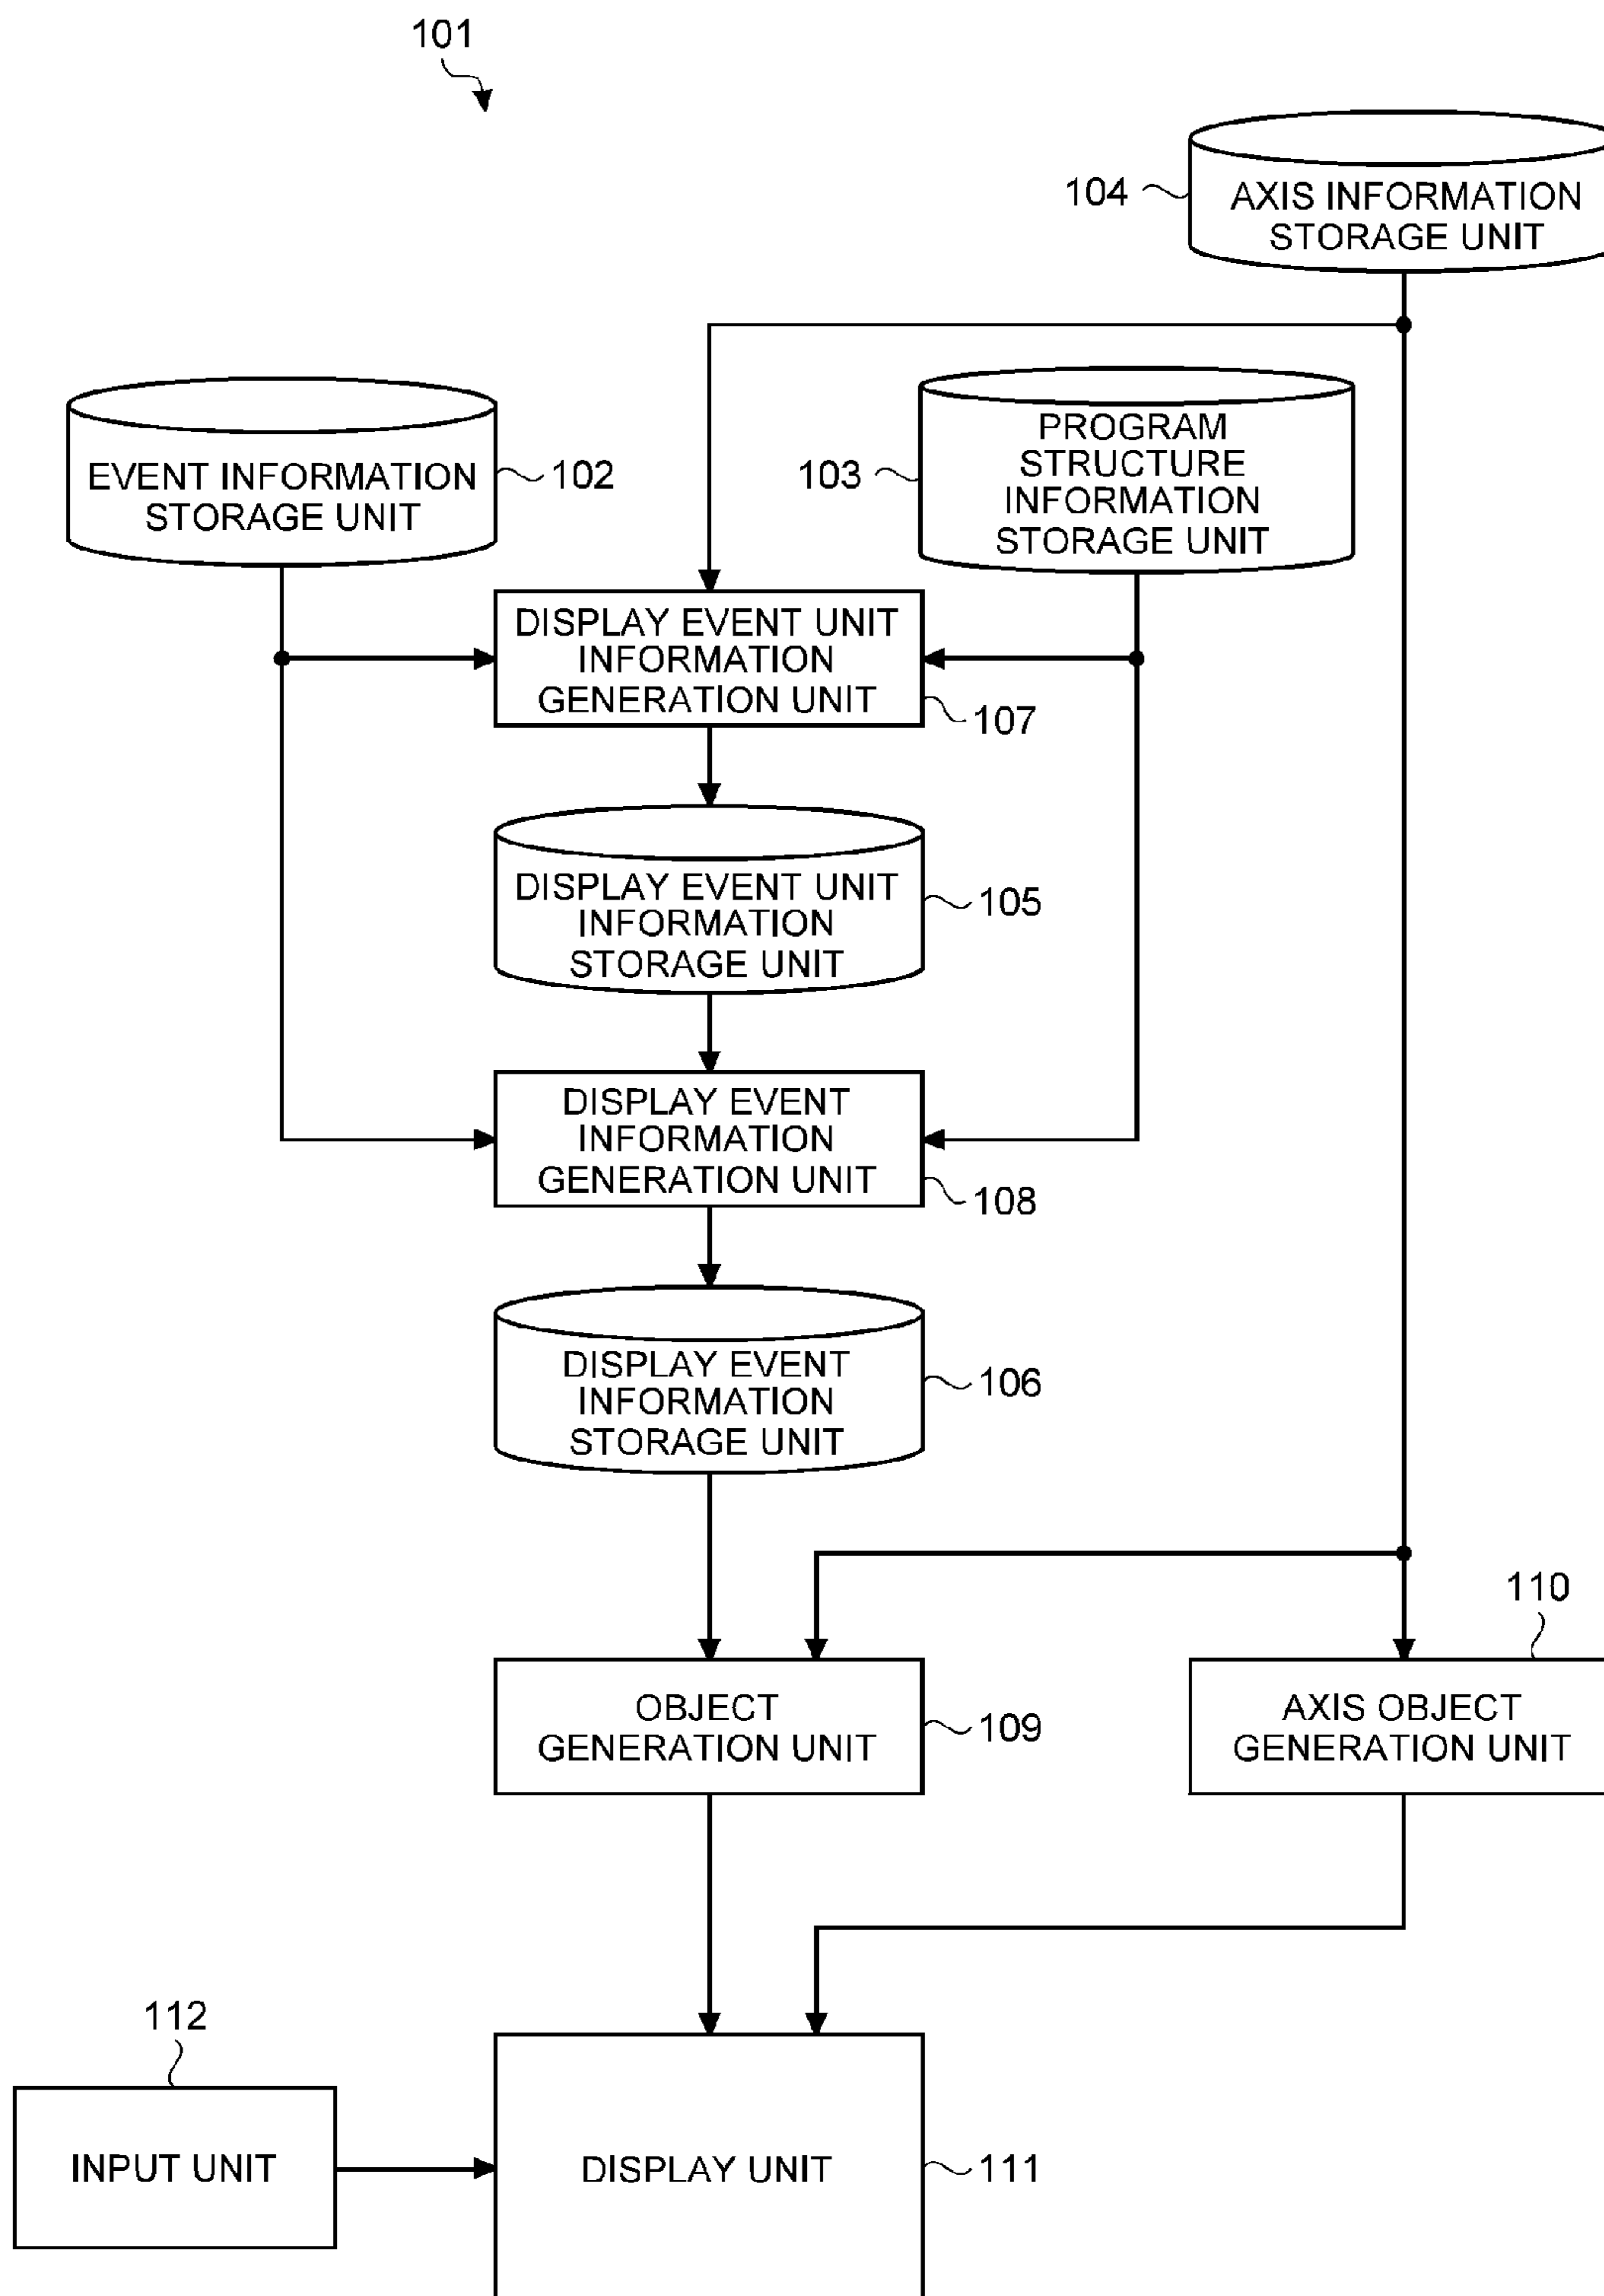 101
104
AXIS INFORMATION
STORAGE UNIT
EVENT INFORMATION
STORAGE UNIT
102
103
PROGRAM
STRUCTURE
INFORMATION
STORAGE UNIT
DISPLAY EVENT UNIT
INFORMATION
GENERATION UNIT
107
DISPLAY EVENT UNIT
INFORMATION
STORAGE UNIT
105
DISPLAY EVENT
INFORMATION
GENERATION UNIT
108
DISPLAY EVENT
INFORMATION
STORAGE UNIT
106
110
OBJECT
GENERATION UNIT
109
AXIS OBJECT
GENERATION UNIT
112
INPUT UNIT
DISPLAY UNIT
111